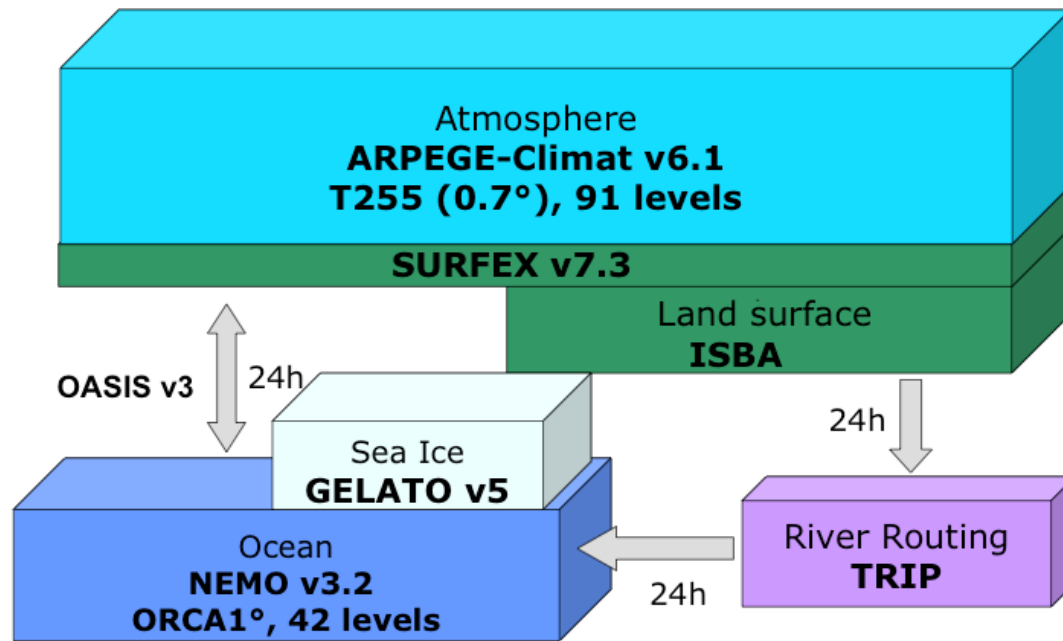 Atmosphere
ARPEGE-Climat v6.1
T255 (0.7°), 91 levels
SURFEX v7.3
Land surface
ISBA
OASIS v3
24h
24h
Sea Ice
GELATO v5
River Routing
TRIP
Ocean
NEMO v3.2
ORCA1°, 42 levels
24h